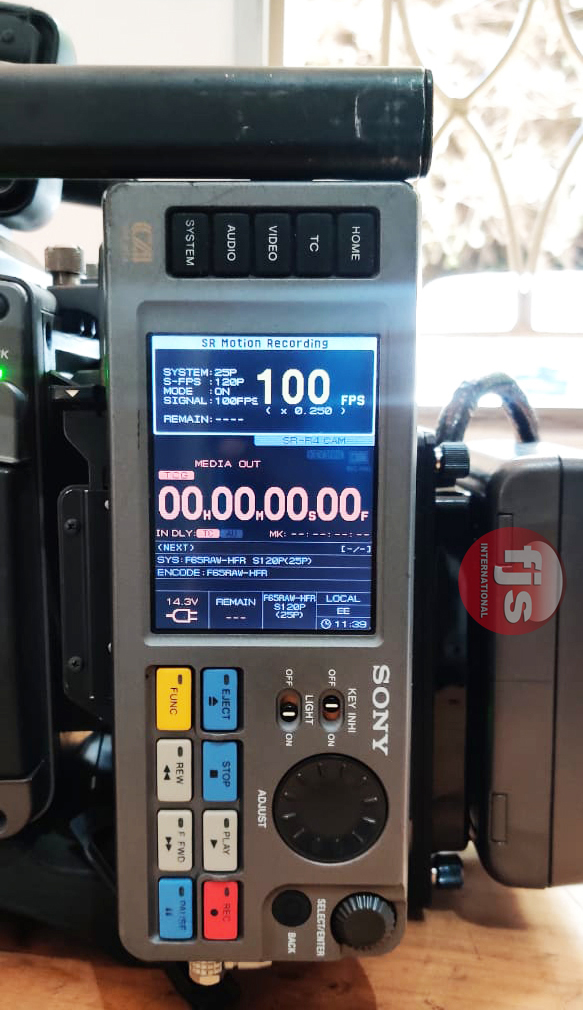 HOME
TC
VIDEO
AUDIO
SYSTEM
SR Motion Recording
SYSTEM:25P
S-FPS :120P
MODE :ON
SIGNAL:100FPS
100 FPS
( x 0.250 )
REMAIN:----
SR-R4 CAM
MEDIA OUT
TCG
00H00M00S00F
IN DLY: TC AU MK: --:--:--:--
(NEXT) [-/-]
SYS:F65RAW-HFR S120P(25P)
ENCODE:F65RAW-HFR
14.3V
REMAIN
---
F65RAW-HFR
S120P
(25P)
LOCAL
EE
11:39
SONY
KEY INHI
OFF
ON
LIGHT
OFF
ON
EJECT
FUNC
STOP
REW
PLAY
F FWD
REC
PAUSE
ADJUST
SELECT/ENTER
BACK
fjs
INTERNATIONAL